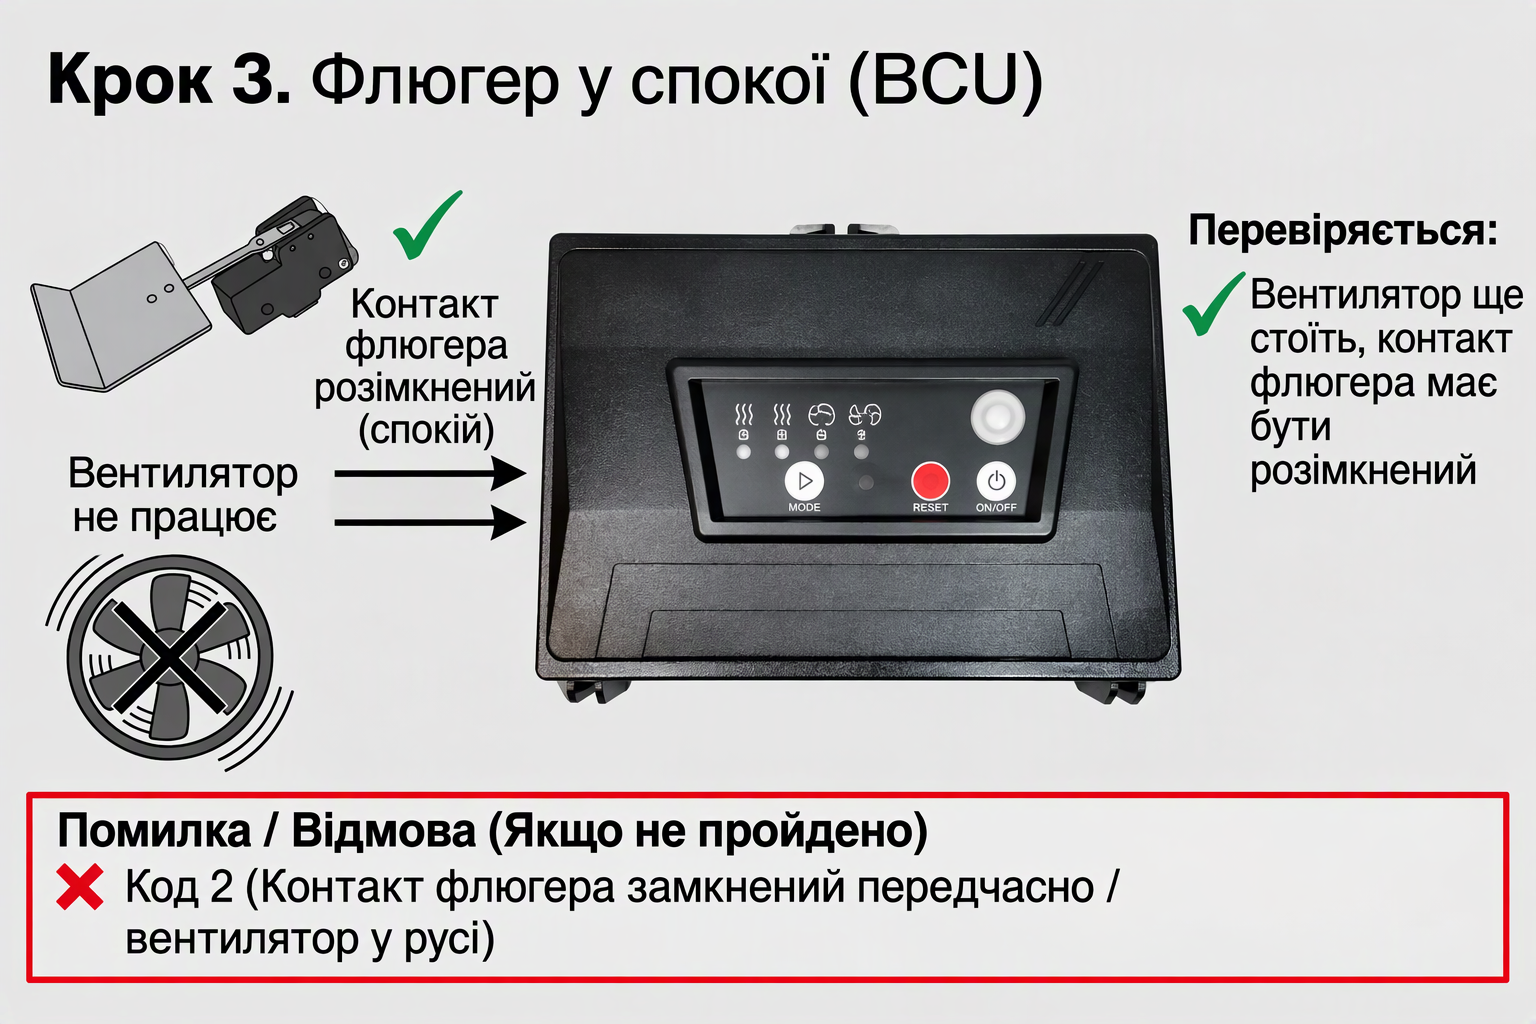 Крок 3. Флюгер у спокої (BCU)
Контакт
флюгера
розімкнений
(спокій)
Вентилятор
не працює
MODE
RESET
ON/OFF
Перевіряється:
Вентилятор ще
стоїть, контакт
флюгера має
бути
розімкнений
Помилка / Відмова (Якщо не пройдено)
Код 2 (Контакт флюгера замкнений передчасно /
вентилятор у русі)